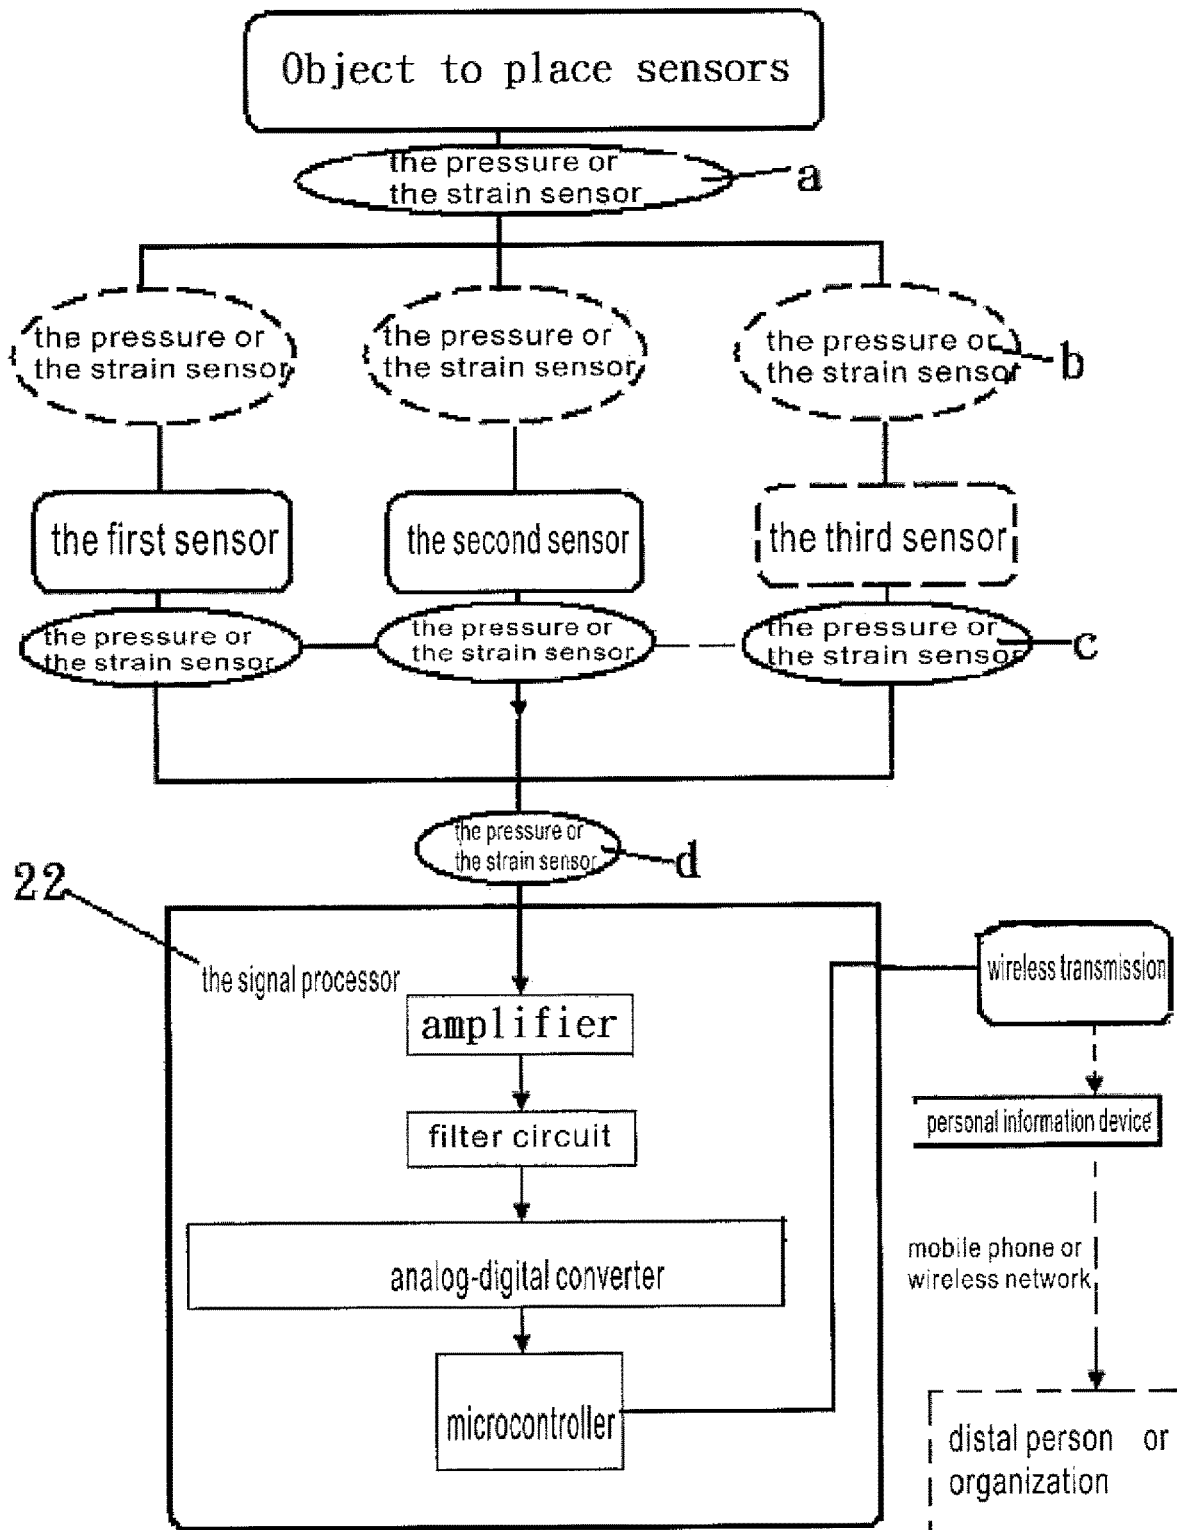 Object to place sensors
the pressure or
the strain sensor
a
the pressure or
the strain sensor
the pressure or
the strain sensor
the pressure or
the strain sensor
b
the first sensor
the second sensor
the third sensor
the pressure or
the strain sensor
the pressure or
the strain sensor
the pressure or
the strain sensor
c
the pressure or
the strain sensor
d
22
the signal processor
wireless transmission
amplifier
personal information device
filter circuit
mobile phone or
wireless network
analog-digital converter
microcontroller
distal person or
organization